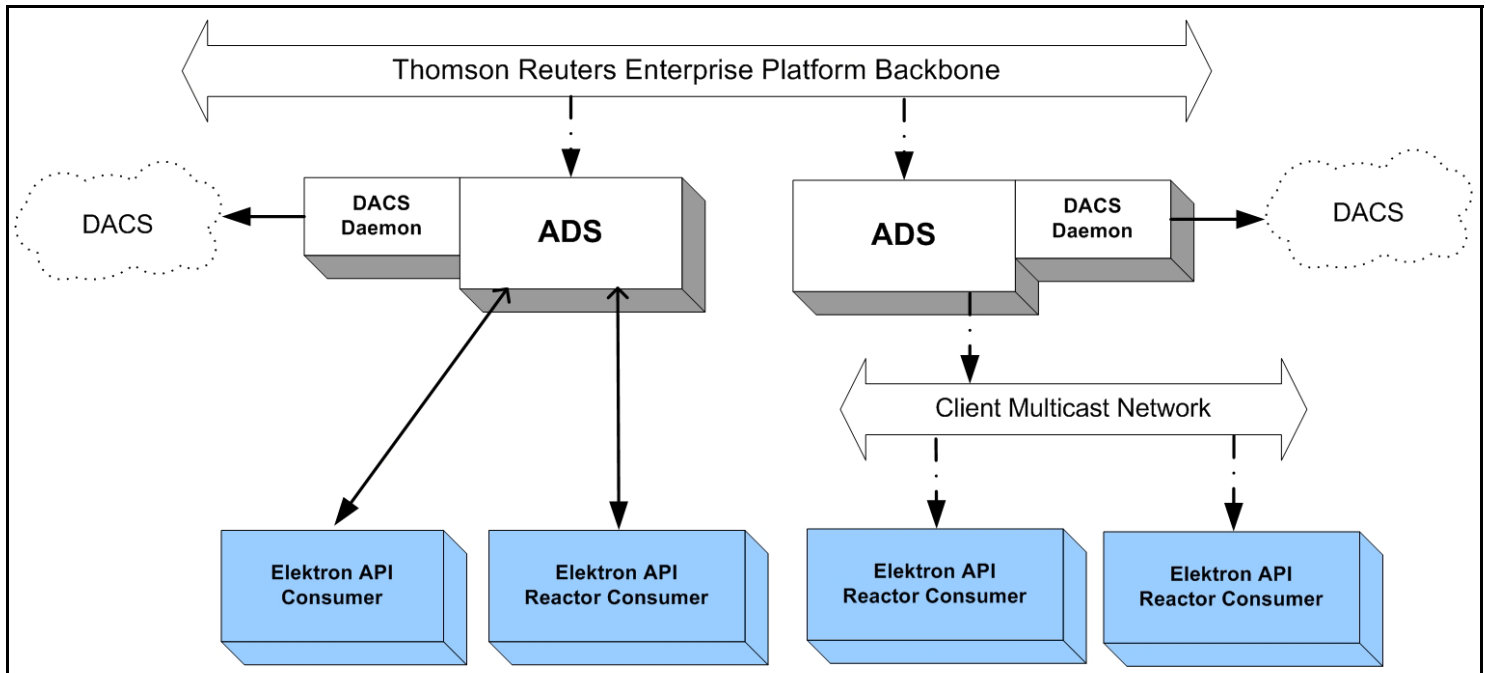 Thomson Reuters Enterprise Platform Backbone
DACS
DACS
Daemon
ADS
ADS
DACS
Daemon
DACS
Client Multicast Network
Elektron API
Consumer
Elektron API
Reactor Consumer
Elektron API
Reactor Consumer
Elektron API
Reactor Consumer